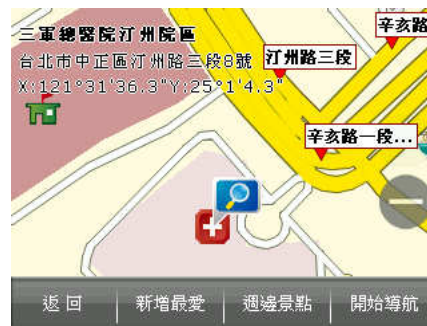 三軍總醫院汀州院區
台北市中正區汀州路三段8號
X:121°31'36.3"Y:25°1'4.3"
辛亥路
汀州路三段
辛亥路一段...
返回
新增最愛
週邊景點
開始導航